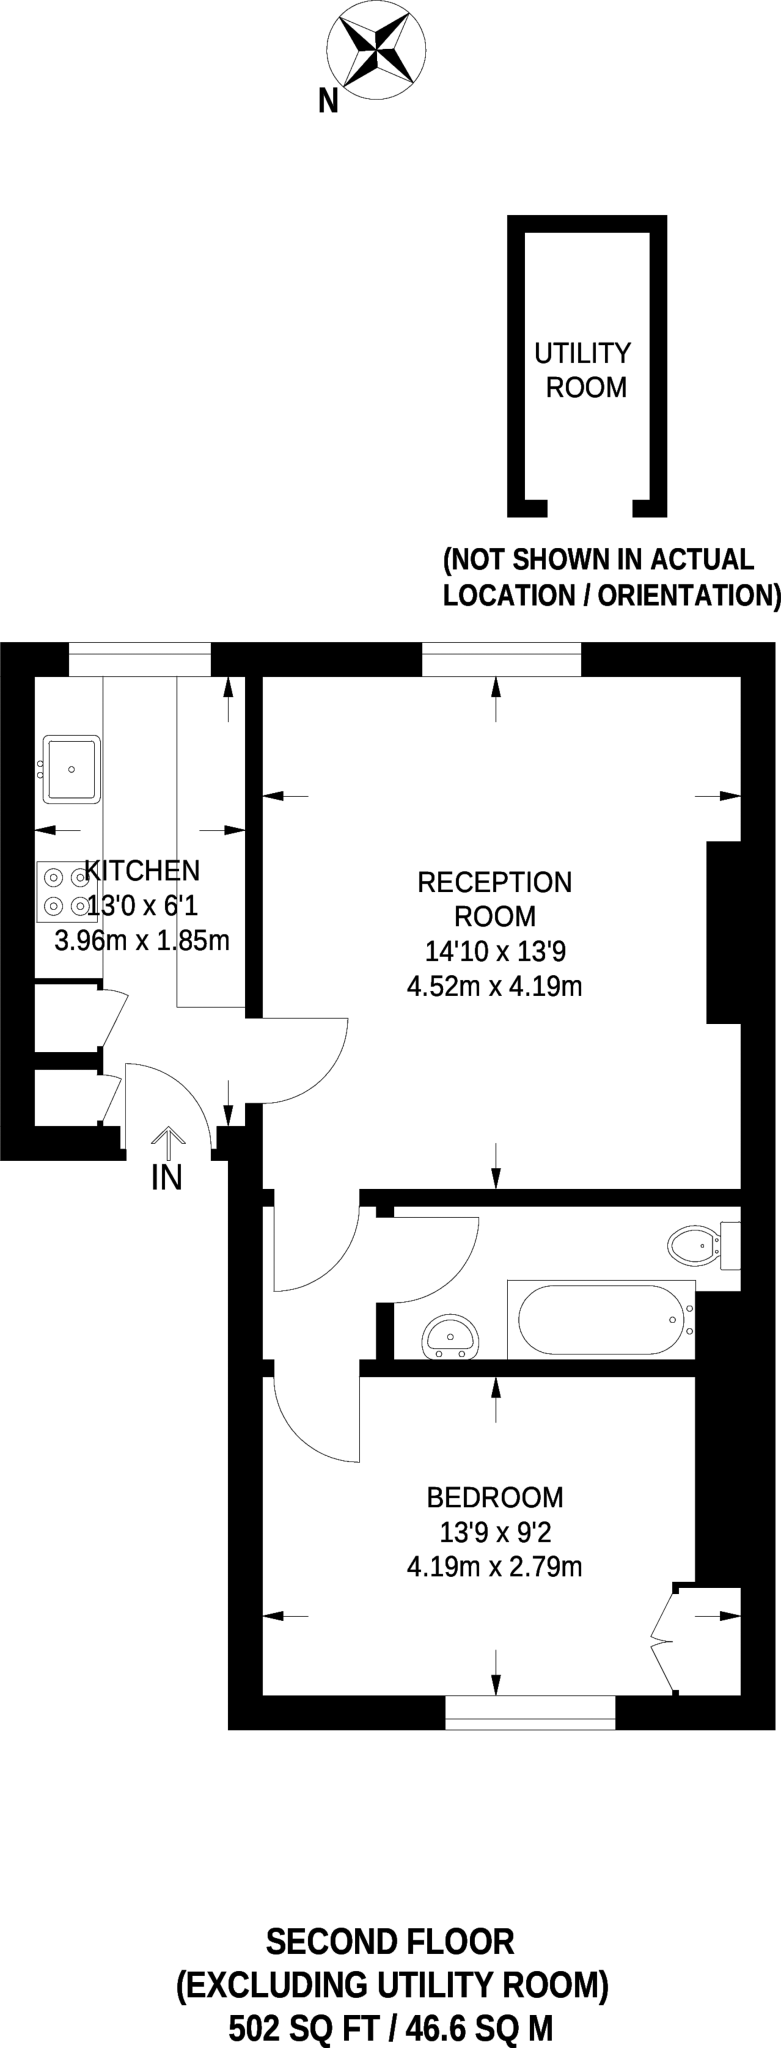 N
UTILITY
ROOM
(NOT SHOWN IN ACTUAL
LOCATION / ORIENTATION)
KITCHEN
13'0 x 6'1
3.96m x 1.85m
RECEPTION
ROOM
14'10 x 13'9
4.52m x 4.19m
IN
BEDROOM
13'9 x 9'2
4.19m x 2.79m
SECOND FLOOR
(EXCLUDING UTILITY ROOM)
502 SQ FT / 46.6 SQ M